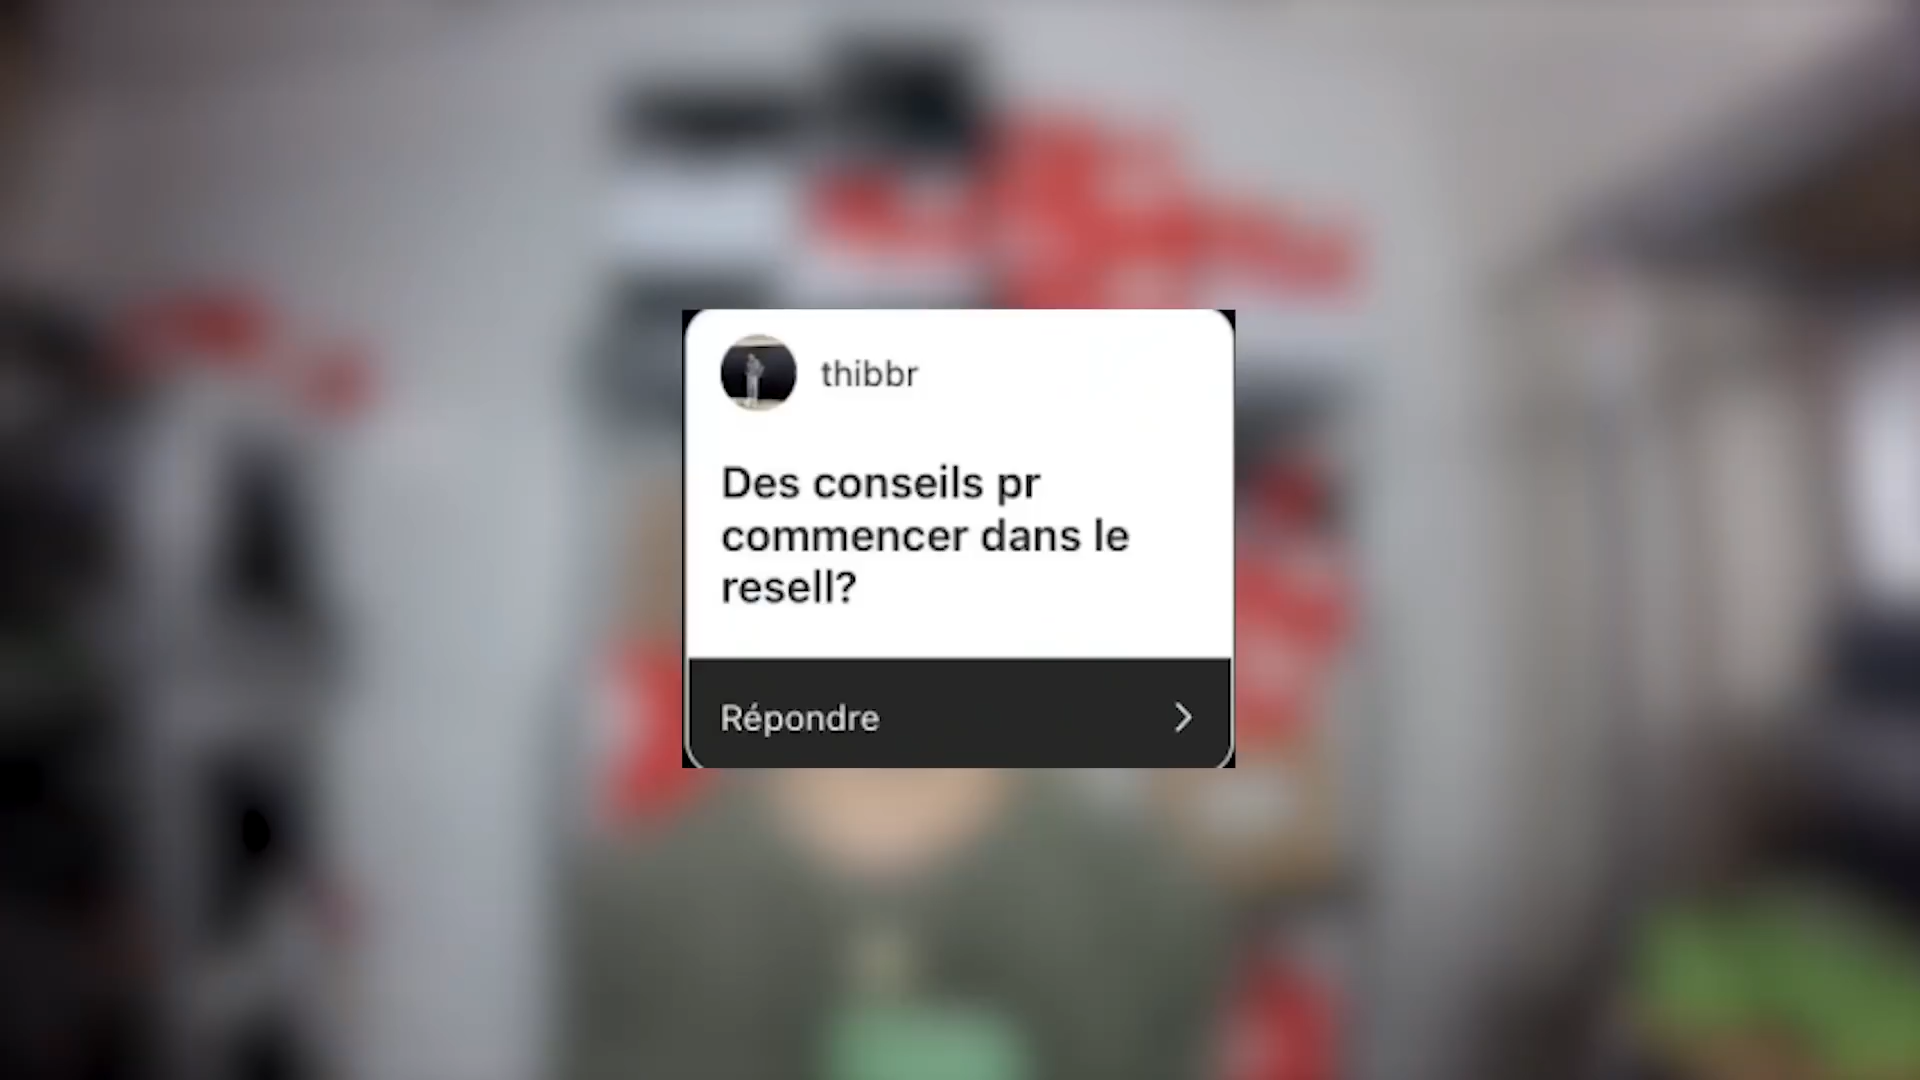 thibbr
Des conseils pr
commencer dans le
resell?
Répondre